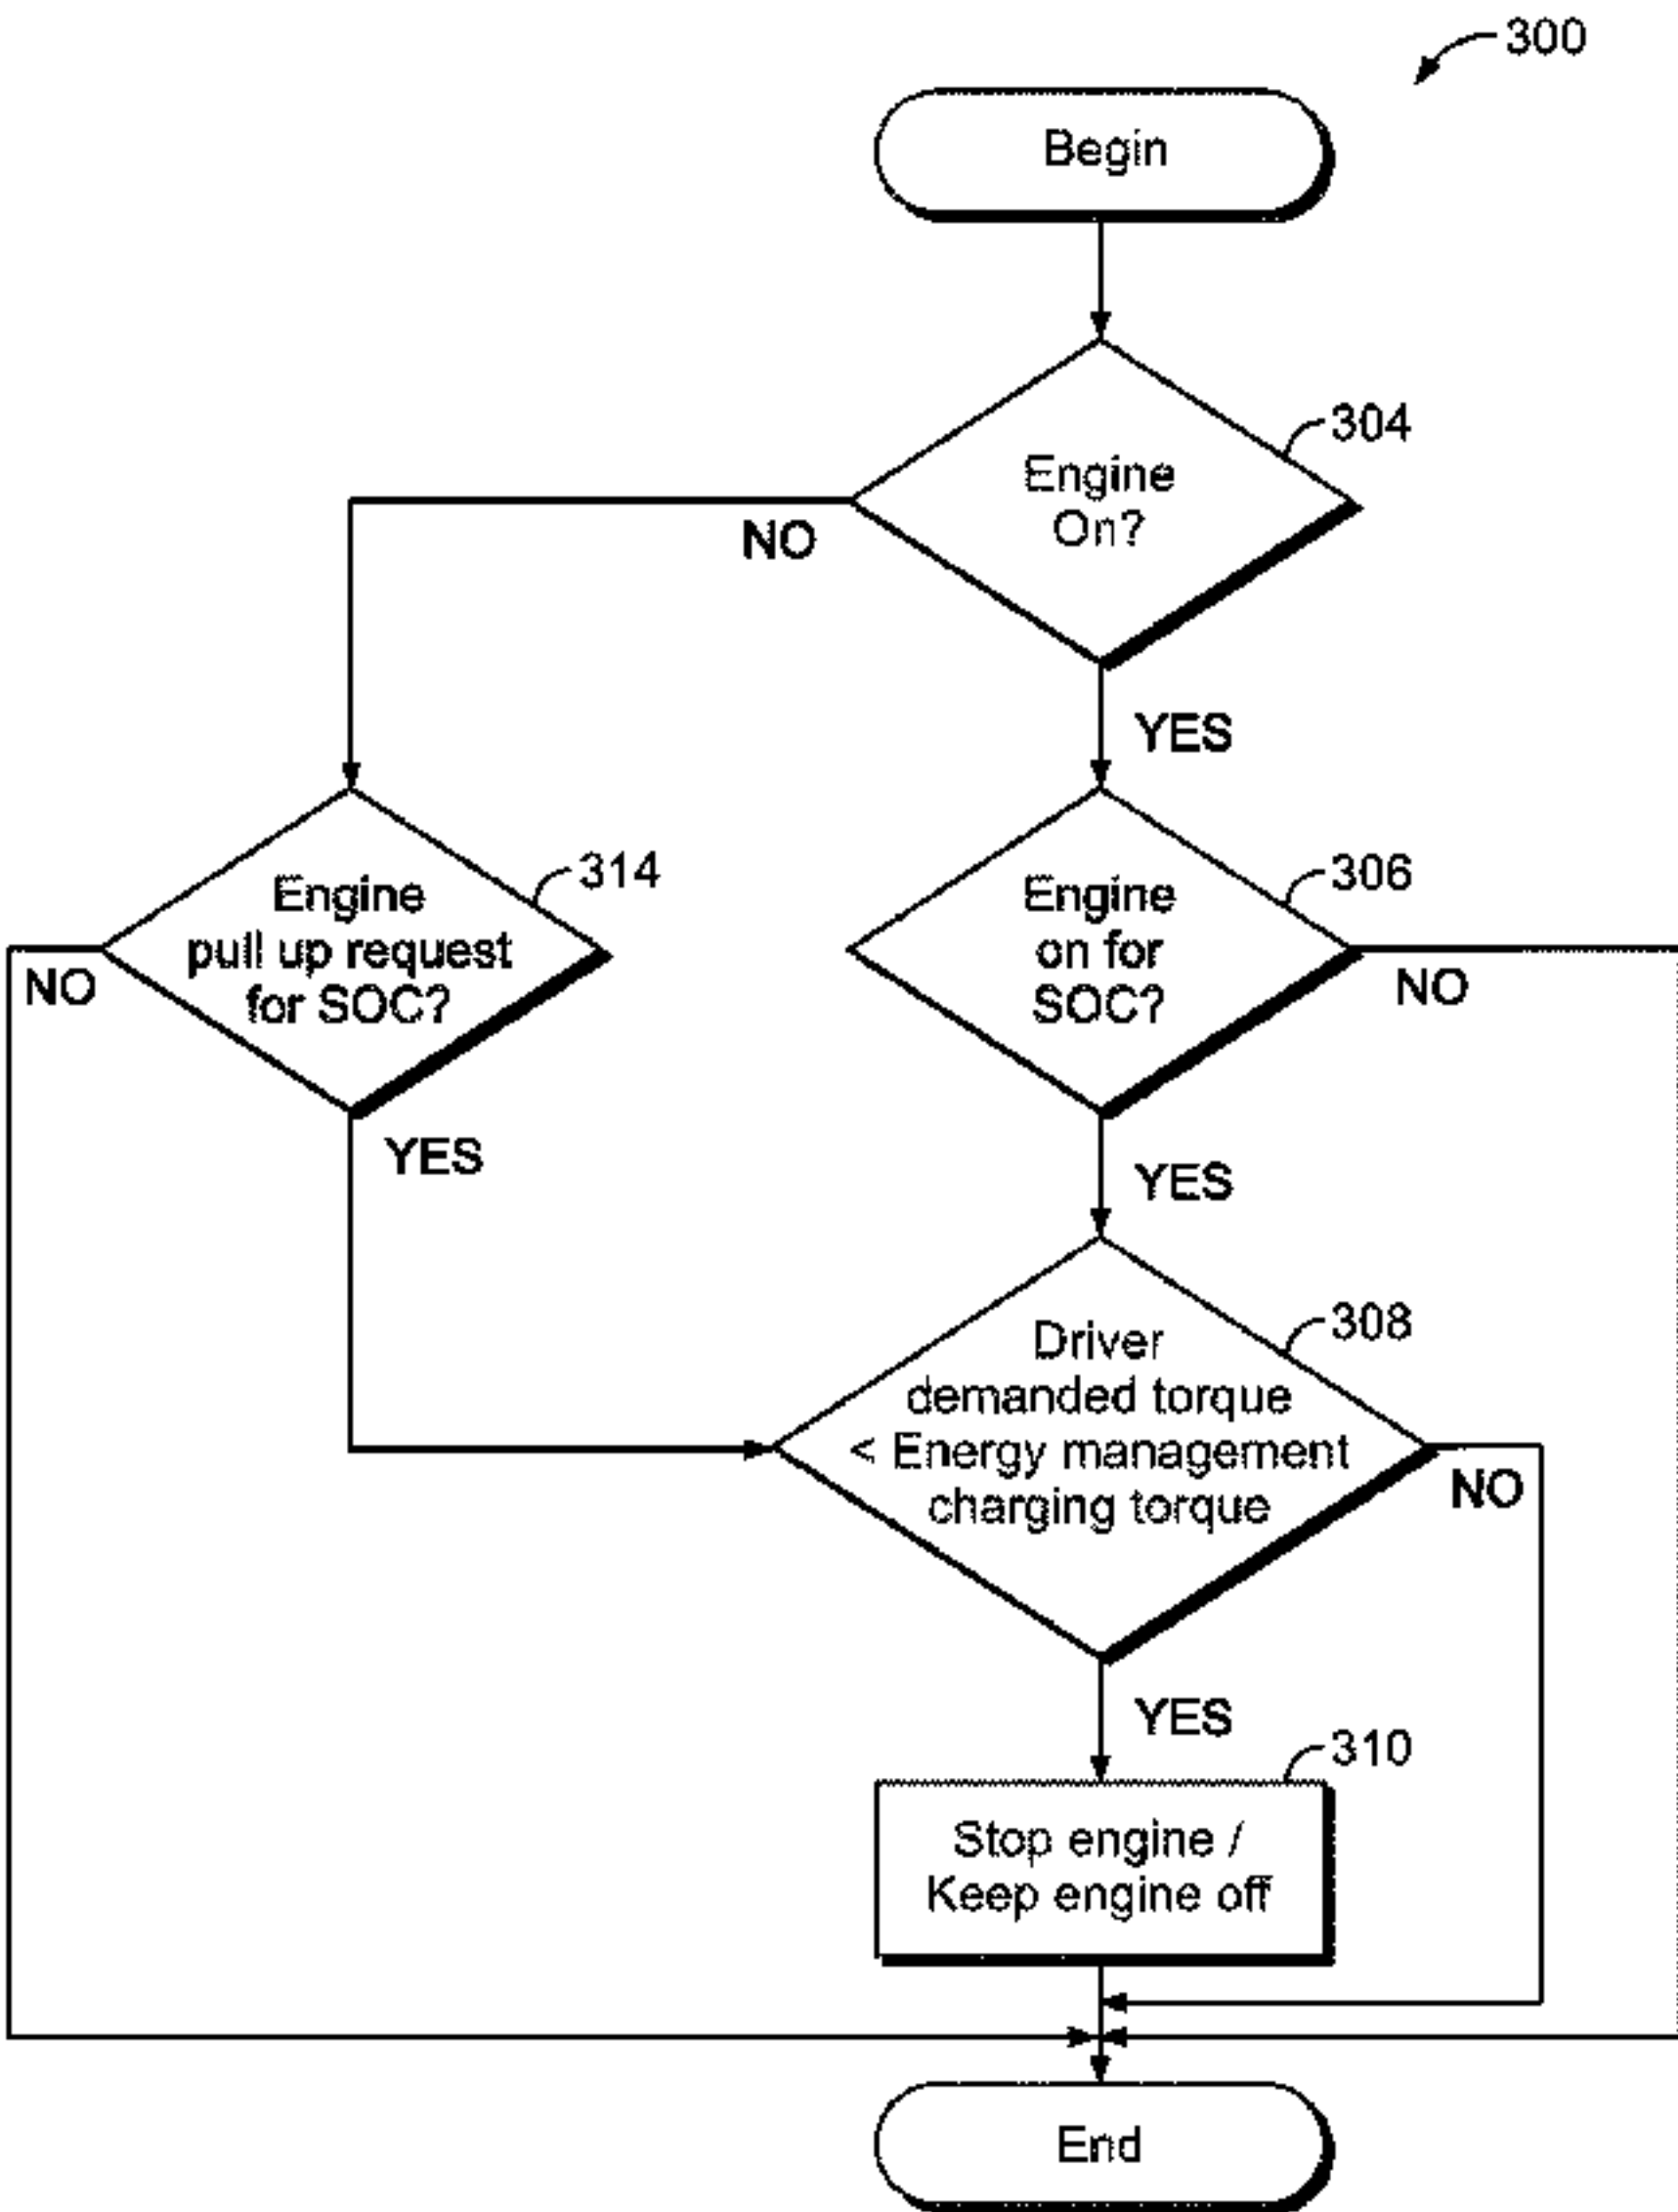 300
Begin
304
Engine
On?
NO
YES
314
Engine
pull up request
for SOC?
NO
YES
306
Engine
on for
SOC?
NO
YES
308
Driver
demanded torque
< Energy management
charging torque
NO
YES
310
Stop engine /
Keep engine off
End